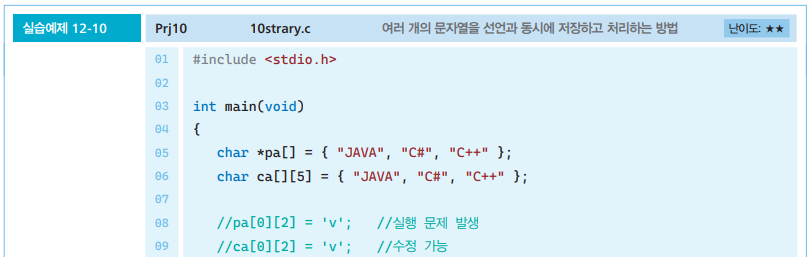 실습예제 12-10 Prj10 10strary.c 여러 개의 문자열을 선언과 동시에 저장하고 처리하는 방법 난이도: ★★
01 #include <stdio.h>
02
03 int main(void)
04 {
05 char *pa[] = { "JAVA", "C#", "C++" };
06 char ca[][5] = { "JAVA", "C#", "C++" };
07
08 //pa[0][2] = 'v'; //실행 문제 발생
09 //ca[0][2] = 'v'; //수정 가능